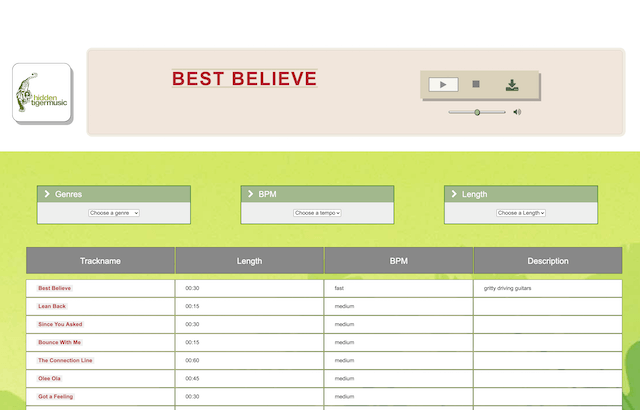 hidden
tigermusic
BEST BELIEVE
Genres
BPM
Length
Choose a genre
Choose a tempo
Choose a Length
Trackname Length BPM Description
Best Believe 00:30 fast gritty driving guitars
Lean Back 00:15 medium
Since You Asked 00:30 medium
Bounce With Me 00:15 medium
The Connection Line 00:60 medium
Olee Ola 00:45 medium
Got a Feeling 00:30 medium